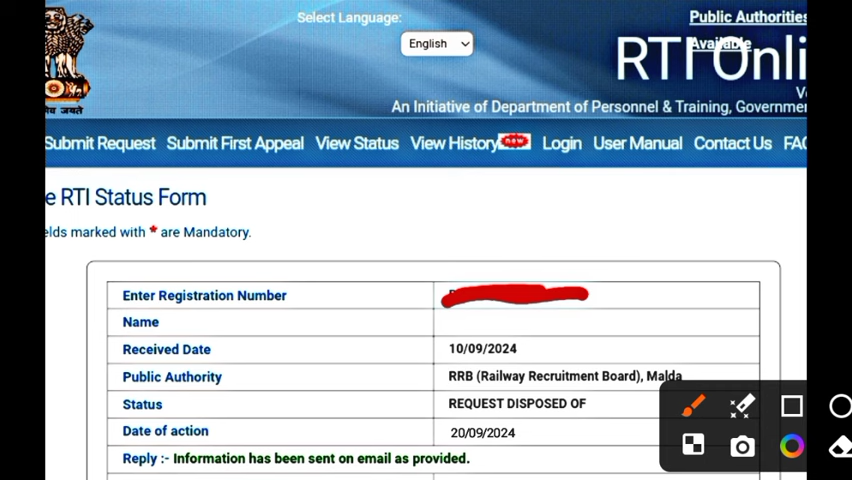 Select Language:
Public Authorities
Available
English
RTI Onli
An Initiative of Department of Personnel & Training, Governmen
Submit Request Submit First Appeal View Status View History new Login User Manual Contact Us FAQ
e RTI Status Form
elds marked with * are Mandatory.
Enter Registration Number
Name
Received Date 10/09/2024
Public Authority RRB (Railway Recruitment Board), Malda
Status REQUEST DISPOSED OF
Date of action 20/09/2024
Reply :- Information has been sent on email as provided.